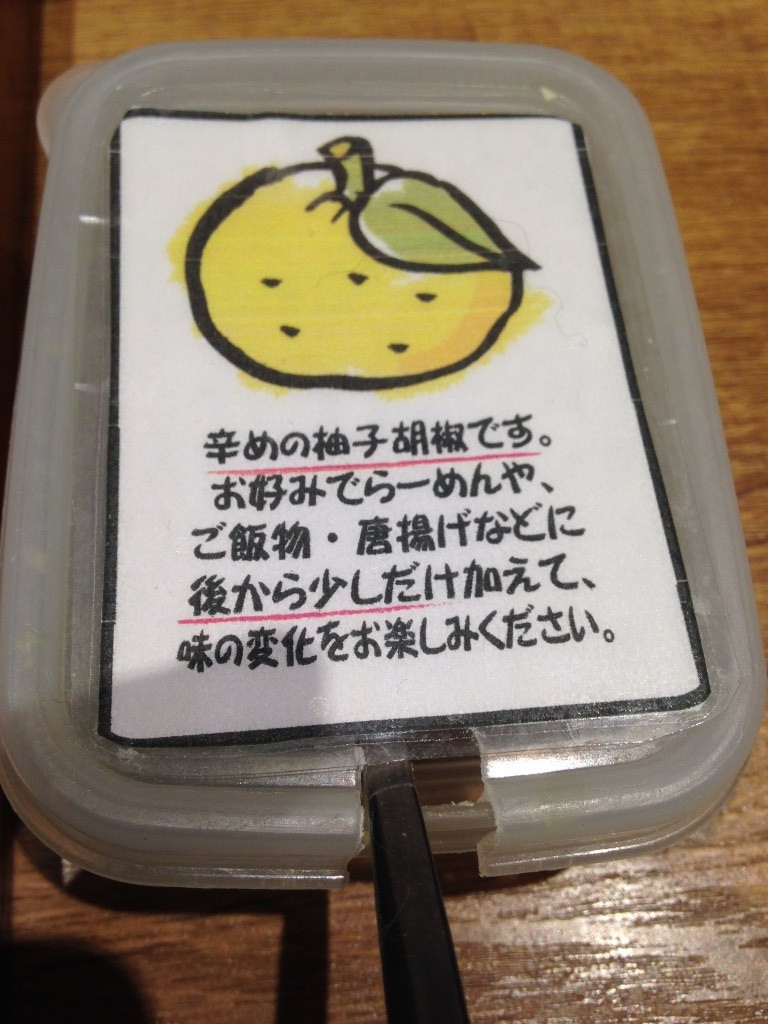 辛めの柚子胡椒です。
お好みでらーめんや、
ご飯物・唐揚げなどに
後から少しだけ加えて、
味の変化をお楽しみください。